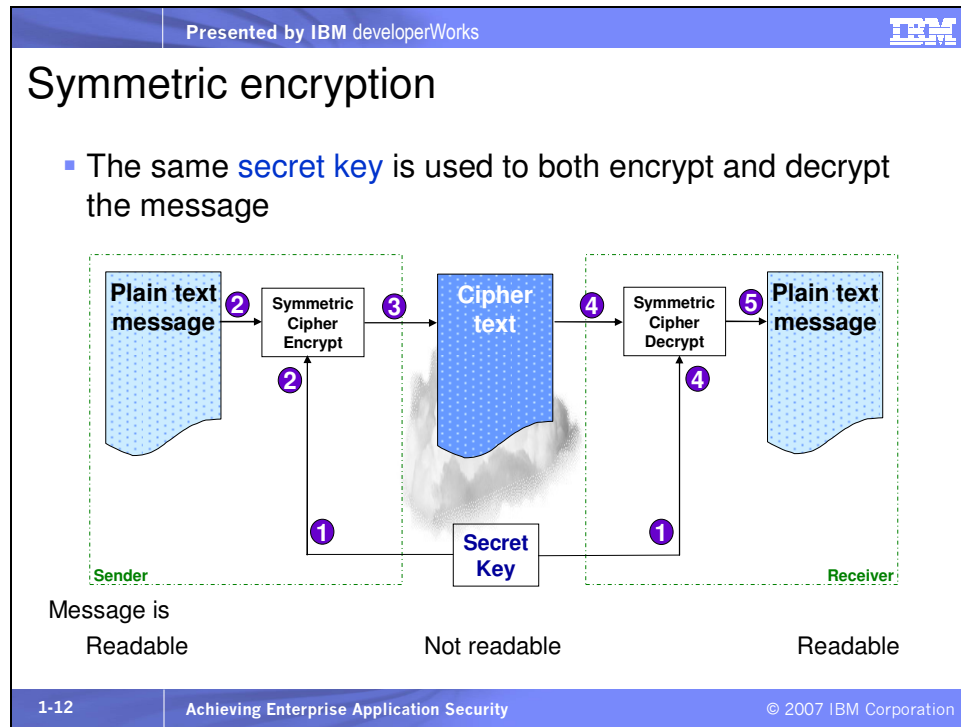 Presented by IBM developerWorks
IBM
Symmetric encryption
The same secret key is used to both encrypt and decrypt
the message
Plain text
message
2
Symmetric
Cipher
Encrypt
3
Cipher
text
4
Symmetric
Cipher
Decrypt
5
Plain text
message
2
4
1
Secret
Key
1
Sender
Receiver
Message is
Readable
Not readable
Readable
1-12
Achieving Enterprise Application Security
© 2007 IBM Corporation